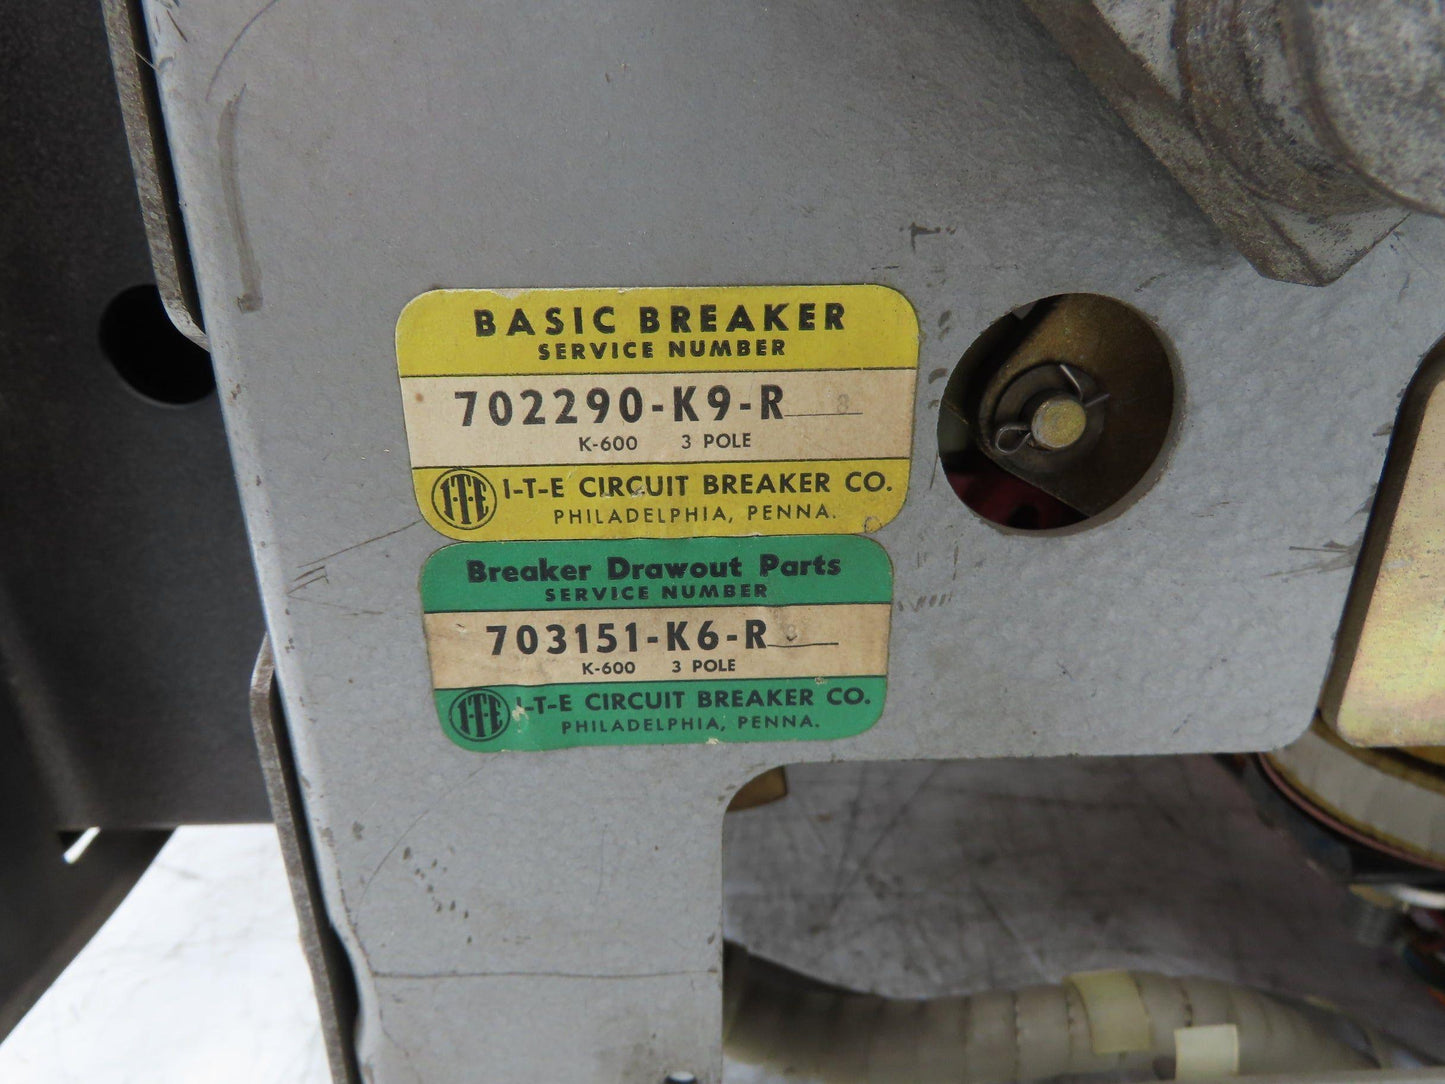 BASIC BREAKER
SERVICE NUMBER
702290-K9-R 8
K-600 3 POLE
I-T-E I-T-E CIRCUIT BREAKER CO.
PHILADELPHIA, PENNA.
Breaker Drawout Parts
SERVICE NUMBER
703151-K6-R
K-600 3 POLE
I-T-E I-T-E CIRCUIT BREAKER CO.
PHILADELPHIA, PENNA.